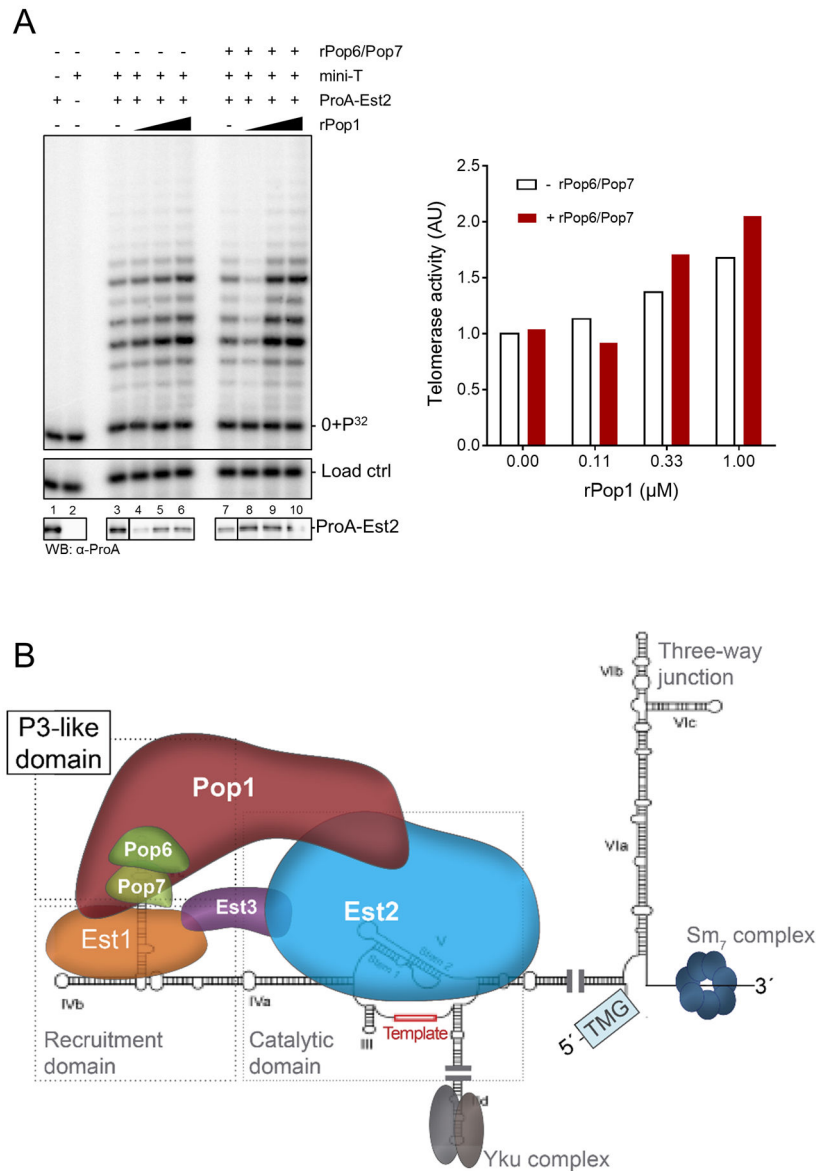 A
- - - - - - + + + + rPop6/Pop7
- + + + + + + + + + mini-T
+ - + + + + + + + + ProA-Est2
- - - - rPop1
0+P³²
Load ctrl
1 2 3 4 5 6 7 8 9 10
ProA-Est2
WB: α-ProA
Telomerase activity (AU)
2.5
2.0
1.5
1.0
0.5
0.0
- rPop6/Pop7
+ rPop6/Pop7
0.00 0.11 0.33 1.00
rPop1 (μM)
B
P3-like
domain
Pop1
Pop6
Pop7
Est1
Est3
Est2
Stem 1
Stem 2
V
IVb
IVa
III
Template
Recruitment
domain
Catalytic
domain
Yku complex
VIIb
Three-way
junction
VIc
VIa
Sm₇ complex
3´
5´
TMG